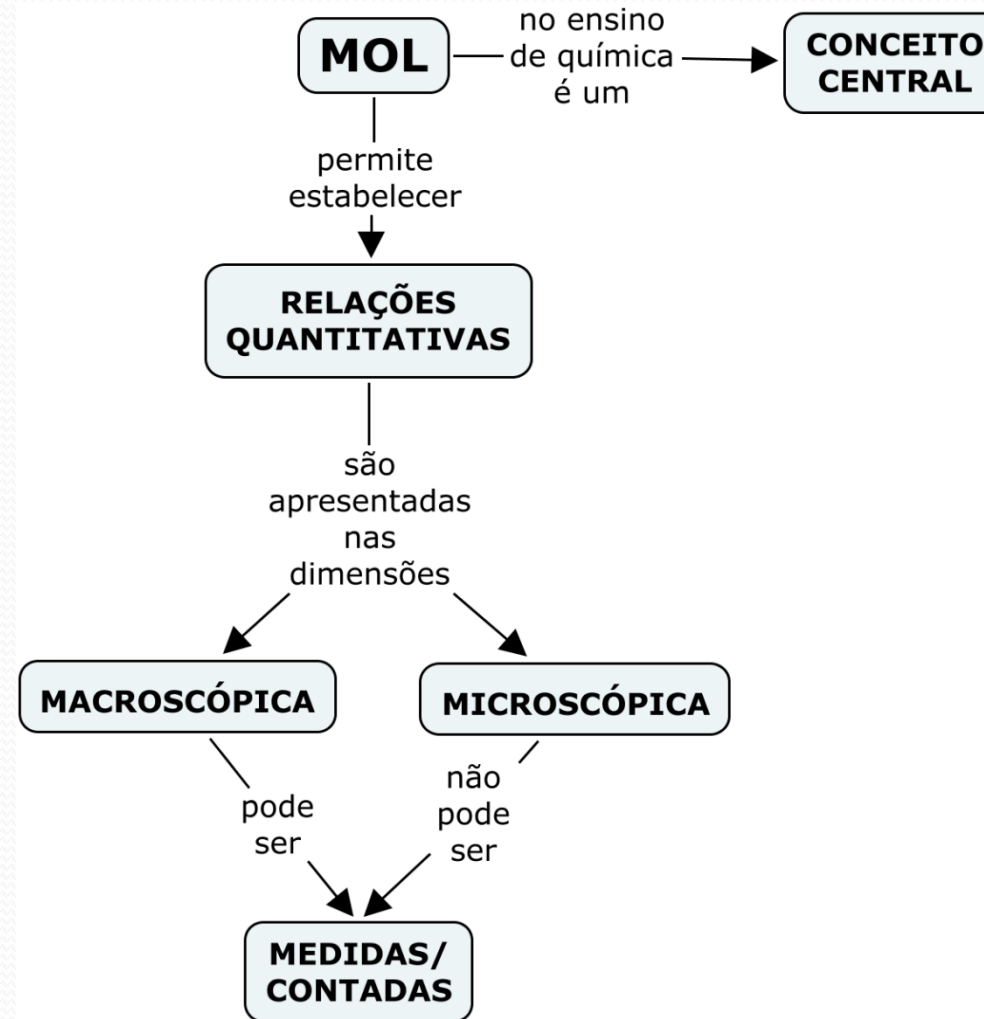 MOL
no ensino
de química
é um
CONCEITO
CENTRAL
permite
estabelecer
RELAÇÕES
QUANTITATIVAS
são
apresentadas
nas
dimensões
MACROSCÓPICA
MICROSCÓPICA
pode
ser
não
pode
ser
MEDIDAS/
CONTADAS